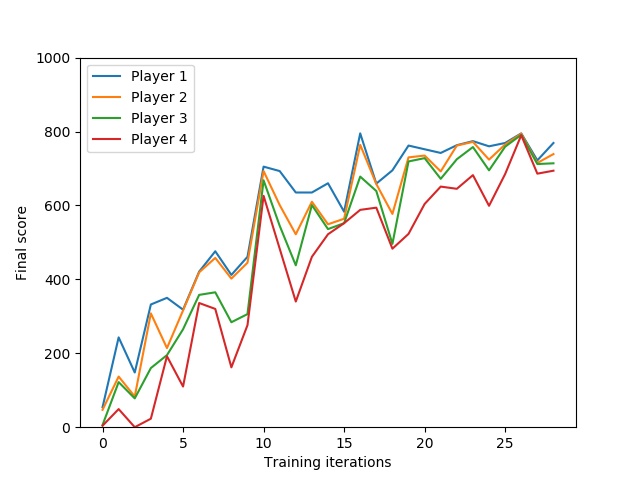 1000
800
600
400
200
0
Final score
Player 1
Player 2
Player 3
Player 4
0 5 10 15 20 25
Training iterations